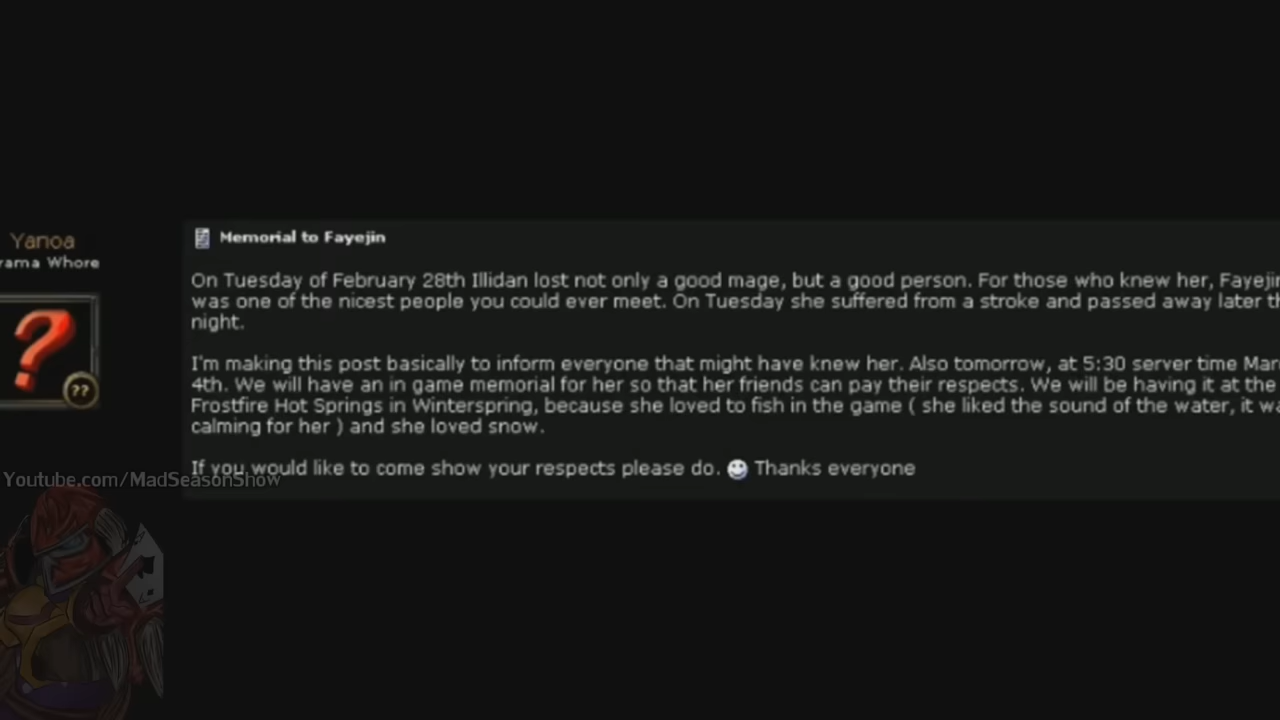 Yanoa
rama Whore
??
Memorial to Fayejin
On Tuesday of February 28th Illidan lost not only a good mage, but a good person. For those who knew her, Fayejin
was one of the nicest people you could ever meet. On Tuesday she suffered from a stroke and passed away later th
night.
I'm making this post basically to inform everyone that might have knew her. Also tomorrow, at 5:30 server time Mar
4th. We will have an in game memorial for her so that her friends can pay their respects. We will be having it at the
Frostfire Hot Springs in Winterspring, because she loved to fish in the game ( she liked the sound of the water, it wa
calming for her ) and she loved snow.
If you would like to come show your respects please do. Thanks everyone
Youtube.com/MadSeasonShow